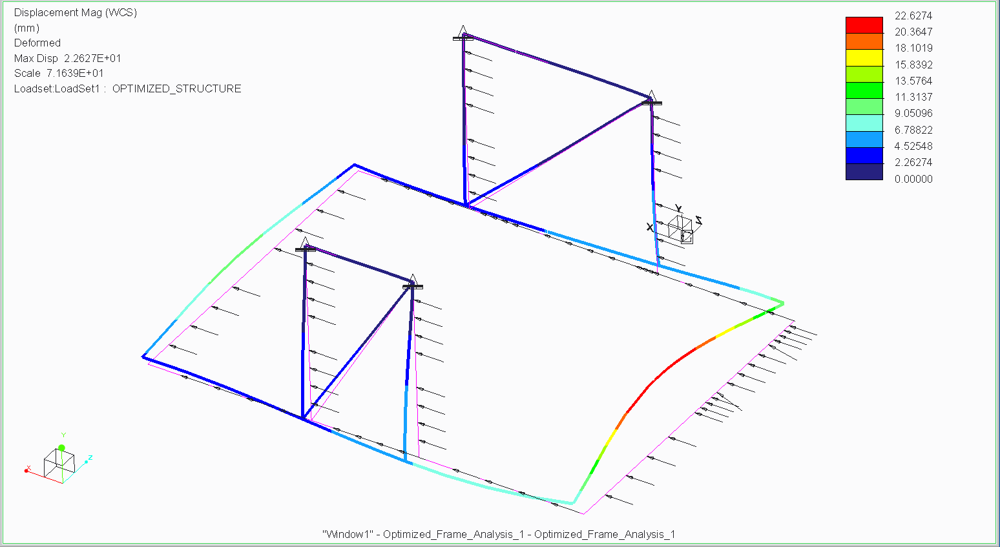 Displacement Mag (WCS)
(mm)
Deformed
Max Disp 2.2627E+01
Scale 7.1639E+01
Loadset:LoadSet1 : OPTIMIZED_STRUCTURE
22.6274
20.3647
18.1019
15.8392
13.5764
11.3137
9.05096
6.78822
4.52548
2.26274
0.00000
Y
Z
X
Y
Z
X
"Window1" - Optimized_Frame_Analysis_1 - Optimized_Frame_Analysis_1